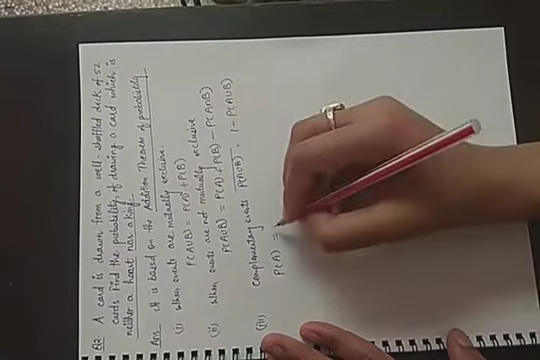 Q2 A card is drawn from a well-shuffled deck of 52
cards. Find the probability of drawing a card which is
neither a heart nor a king.
Ans: It is based on the Addition Theorem of probability
(i) When events are mutually exclusive.
P(A∪B) = P(A) + P(B)
(ii) When events are not mutually exclusive
P(A∪B) = P(A) + P(B) - P(A∩B)
(iii) Complementary events P(A∪B) = 1 - P(A∪B)
P(A) =